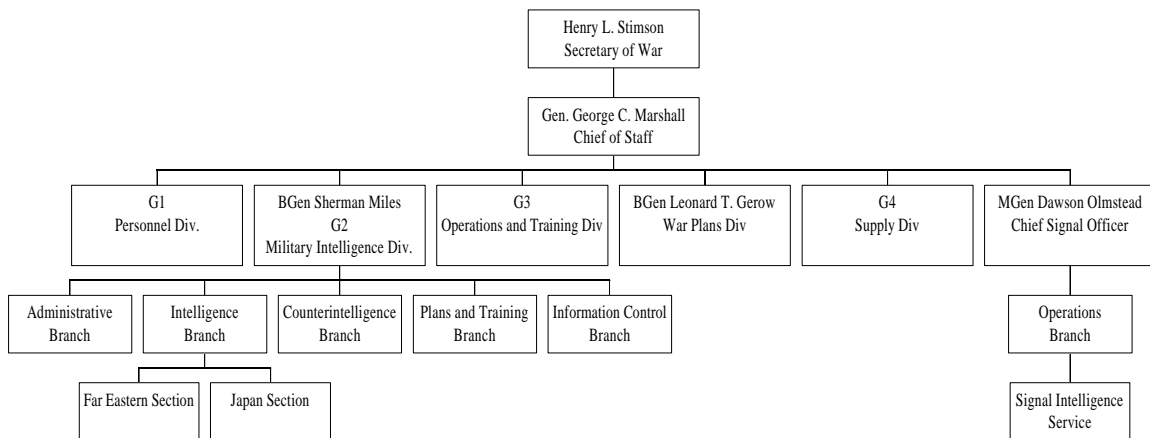 Henry L. Stimson
Secretary of War
Gen. George C. Marshall
Chief of Staff
G1
Personnel Div.
BGen Sherman Miles
G2
Military Intelligence Div.
G3
Operations and Training Div
BGen Leonard T. Gerow
War Plans Div
G4
Supply Div
MGen Dawson Olmstead
Chief Signal Officer
Administrative
Branch
Intelligence
Branch
Counterintelligence
Branch
Plans and Training
Branch
Information Control
Branch
Operations
Branch
Far Eastern Section
Japan Section
Signal Intelligence
Service